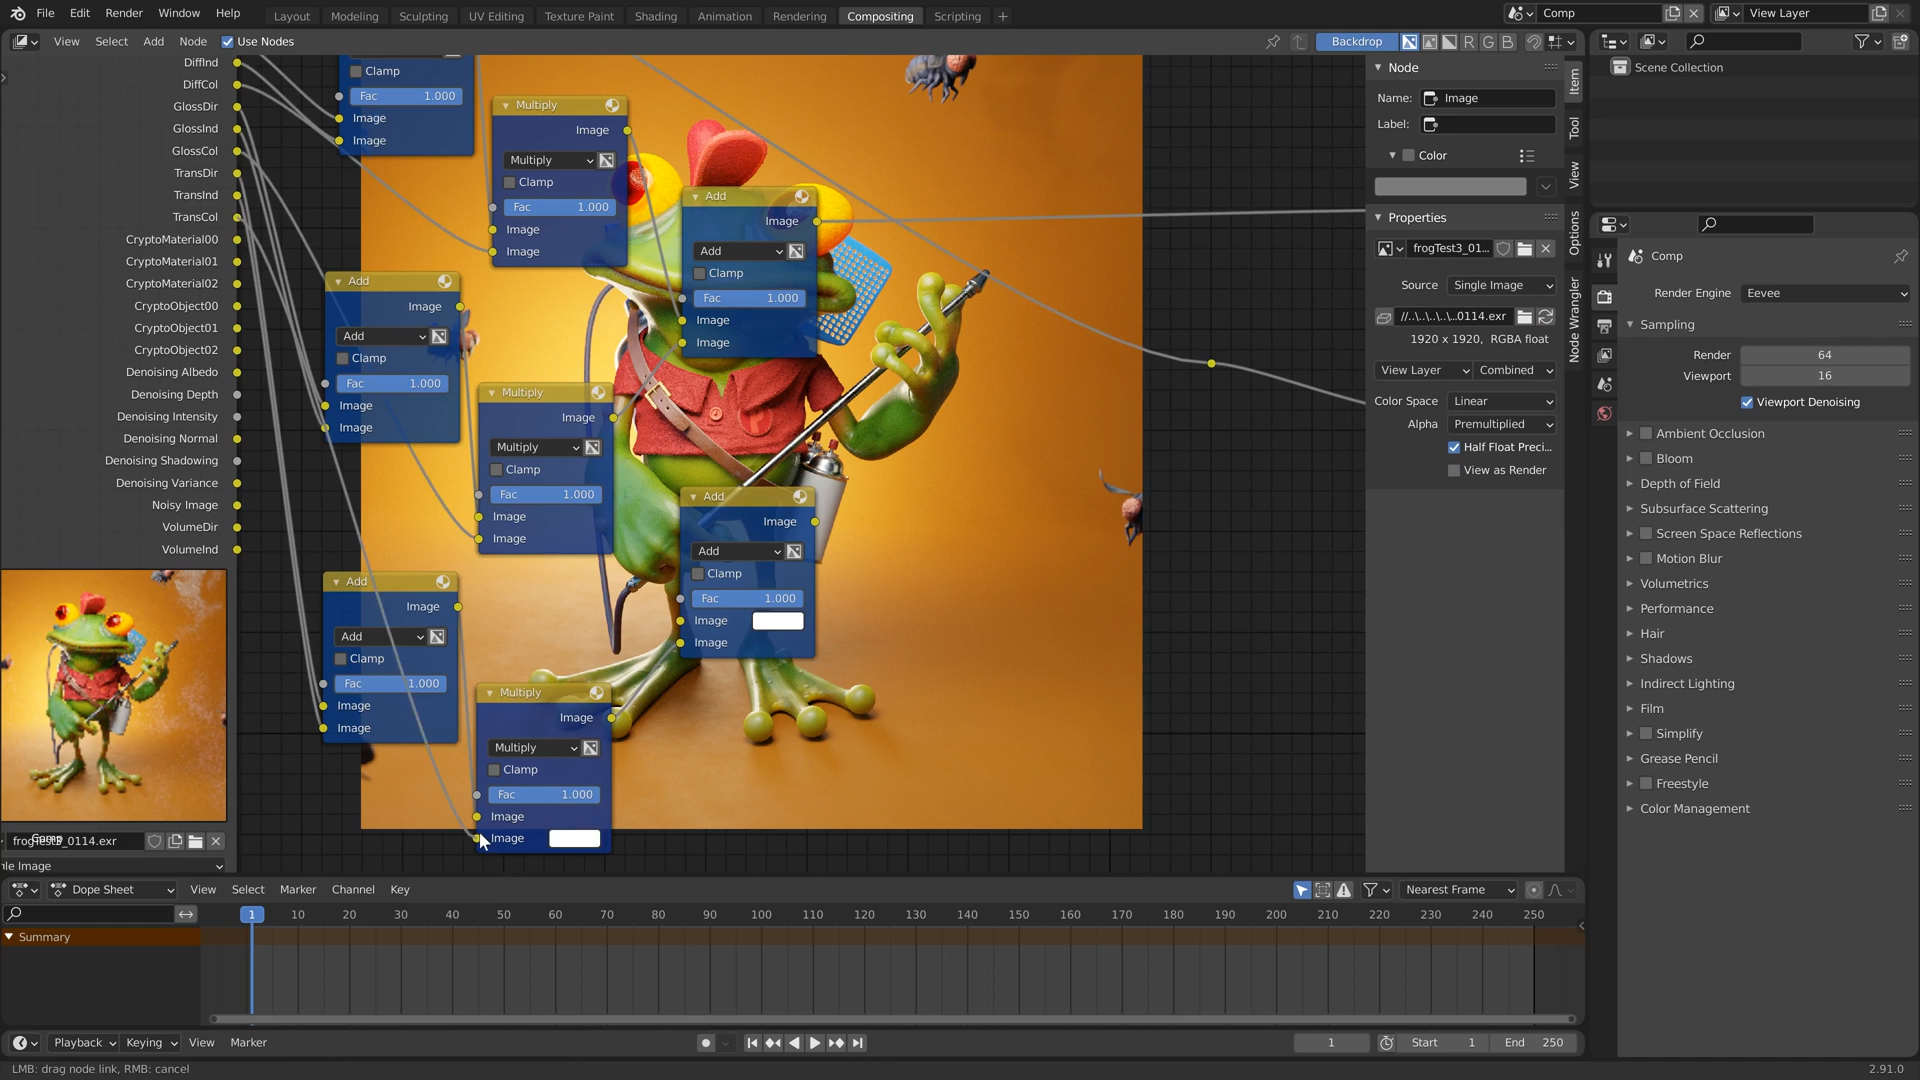 File Edit Render Window Help
Layout Modeling Sculpting UV Editing Texture Paint Shading Animation Rendering Compositing Scripting +
Comp
View Layer
View Select Add Node Use Nodes
Backdrop
R G B
DiffInd
DiffCol
GlossDir
GlossInd
GlossCol
TransDir
TransInd
TransCol
CryptoMaterial00
CryptoMaterial01
CryptoMaterial02
CryptoObject00
CryptoObject01
CryptoObject02
Denoising Albedo
Denoising Depth
Denoising Intensity
Denoising Normal
Denoising Shadowing
Denoising Variance
Noisy Image
VolumeDir
VolumeInd
frogTest3_0114.exr
le Image
Clamp
Fac 1.000
Image
Image
Multiply
Image
Multiply
Clamp
Fac 1.000
Image
Image
Add
Image
Add
Clamp
Fac 1.000
Image
Image
Add
Image
Add
Clamp
Fac 1.000
Image
Image
Multiply
Image
Multiply
Clamp
Fac 1.000
Image
Image
Add
Image
Add
Clamp
Fac 1.000
Image
Image
Add
Image
Add
Clamp
Fac 1.000
Image
Image
Multiply
Image
Multiply
Clamp
Fac 1.000
Image
Image
Node
Name: Image
Label:
Color
Properties
frogTest3_01...
Source Single Image
//..\..\..\...0114.exr
1920 x 1920, RGBA float
View Layer Combined
Color Space Linear
Alpha Premultiplied
Half Float Preci...
View as Render
Item
Tool
View
Options
Node Wrangler
Scene Collection
Comp
Render Engine Eevee
Sampling
Render 64
Viewport 16
Viewport Denoising
Ambient Occlusion
Bloom
Depth of Field
Subsurface Scattering
Screen Space Reflections
Motion Blur
Volumetrics
Performance
Hair
Shadows
Indirect Lighting
Film
Simplify
Grease Pencil
Freestyle
Color Management
Dope Sheet View Select Marker Channel Key
Nearest Frame
1 10 20 30 40 50 60 70 80 90 100 110 120 130 140 150 160 170 180 190 200 210 220 230 240 250
Summary
Playback Keying View Marker
1 Start 1 End 250
LMB: drag node link, RMB: cancel
2.91.0